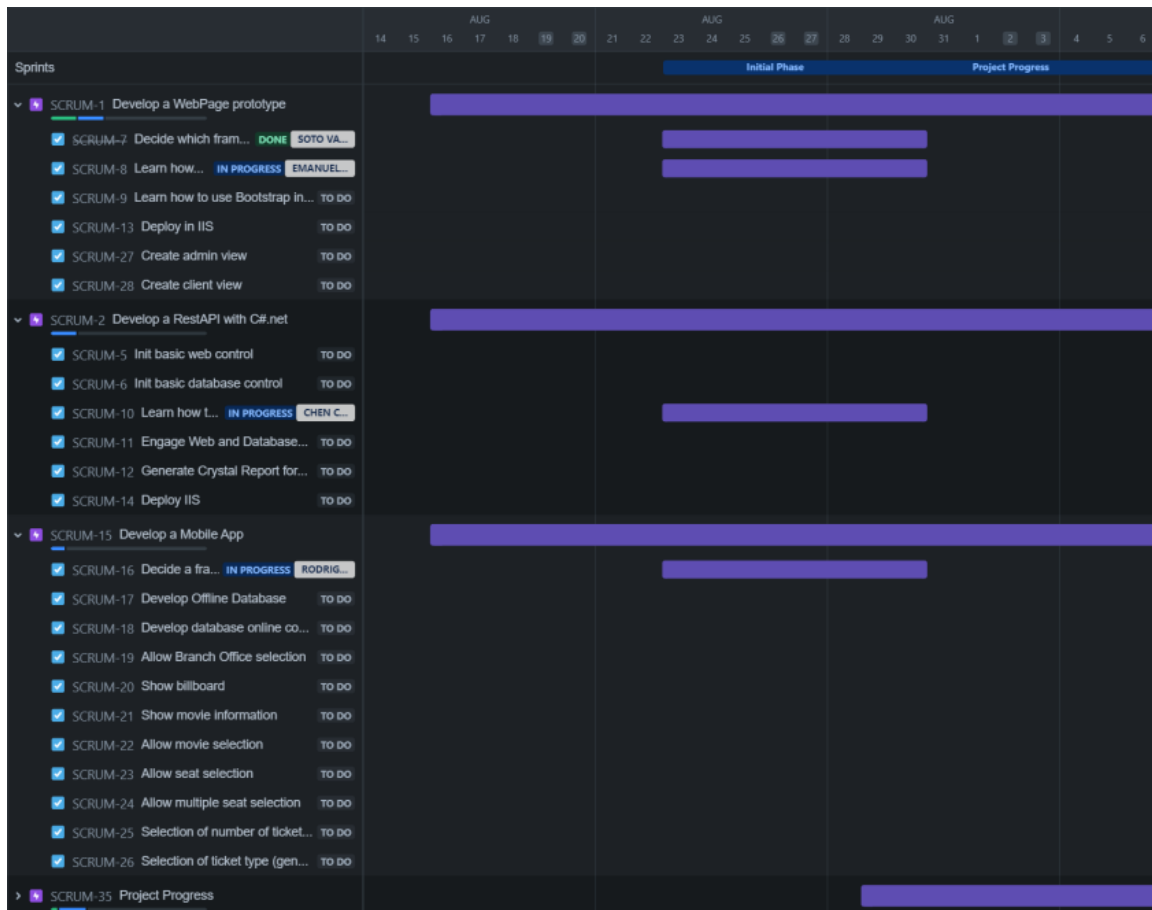 AUG AUG AUG
14 15 16 17 18 19 20 21 22 23 24 25 26 27 28 29 30 31 1 2 3 4 5 6
Sprints Initial Phase Project Progress
SCRUM-1 Develop a WebPage prototype
SCRUM-7 Decide which fram... DONE SOTO VA...
SCRUM-8 Learn how... IN PROGRESS EMANUEL...
SCRUM-9 Learn how to use Bootstrap in... TO DO
SCRUM-13 Deploy in IIS TO DO
SCRUM-27 Create admin view TO DO
SCRUM-28 Create client view TO DO
SCRUM-2 Develop a RestAPI with C#.net
SCRUM-5 Init basic web control TO DO
SCRUM-6 Init basic database control TO DO
SCRUM-10 Learn how t... IN PROGRESS CHEN C...
SCRUM-11 Engage Web and Database... TO DO
SCRUM-12 Generate Crystal Report for... TO DO
SCRUM-14 Deploy IIS TO DO
SCRUM-15 Develop a Mobile App
SCRUM-16 Decide a fra... IN PROGRESS RODRIG...
SCRUM-17 Develop Offline Database TO DO
SCRUM-18 Develop database online co... TO DO
SCRUM-19 Allow Branch Office selection TO DO
SCRUM-20 Show billboard TO DO
SCRUM-21 Show movie information TO DO
SCRUM-22 Allow movie selection TO DO
SCRUM-23 Allow seat selection TO DO
SCRUM-24 Allow multiple seat selection TO DO
SCRUM-25 Selection of number of ticket... TO DO
SCRUM-26 Selection of ticket type (gen... TO DO
SCRUM-35 Project Progress